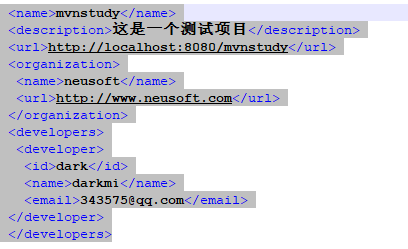 <name>mvnstudy</name>
<description>这是一个测试项目</description>
<url>http://localhost:8080/mvnstudy</url>
<organization>
<name>neusoft</name>
<url>http://www.neusoft.com</url>
</organization>
<developers>
<developer>
<id>dark</id>
<name>darkmi</name>
<email>343575@qq.com</email>
</developer>
</developers>